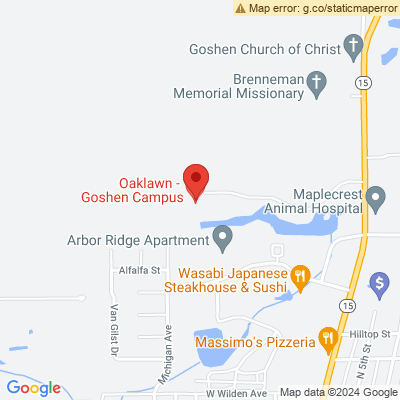 Map error: g.co/staticmaperror
Goshen Church of Christ
15
Brenneman
Memorial Missionary
Oaklawn -
Goshen Campus
Maplecrest
Animal Hospital
Arbor Ridge Apartment
Alfalfa St
Wasabi Japanese
Steakhouse & Sushi
$
15
Van Gilst Dr
Michigan Ave
Massimo's Pizzeria
Hilltop St
N 5th St
W Wilden Ave
Google
Map data ©2024 Google